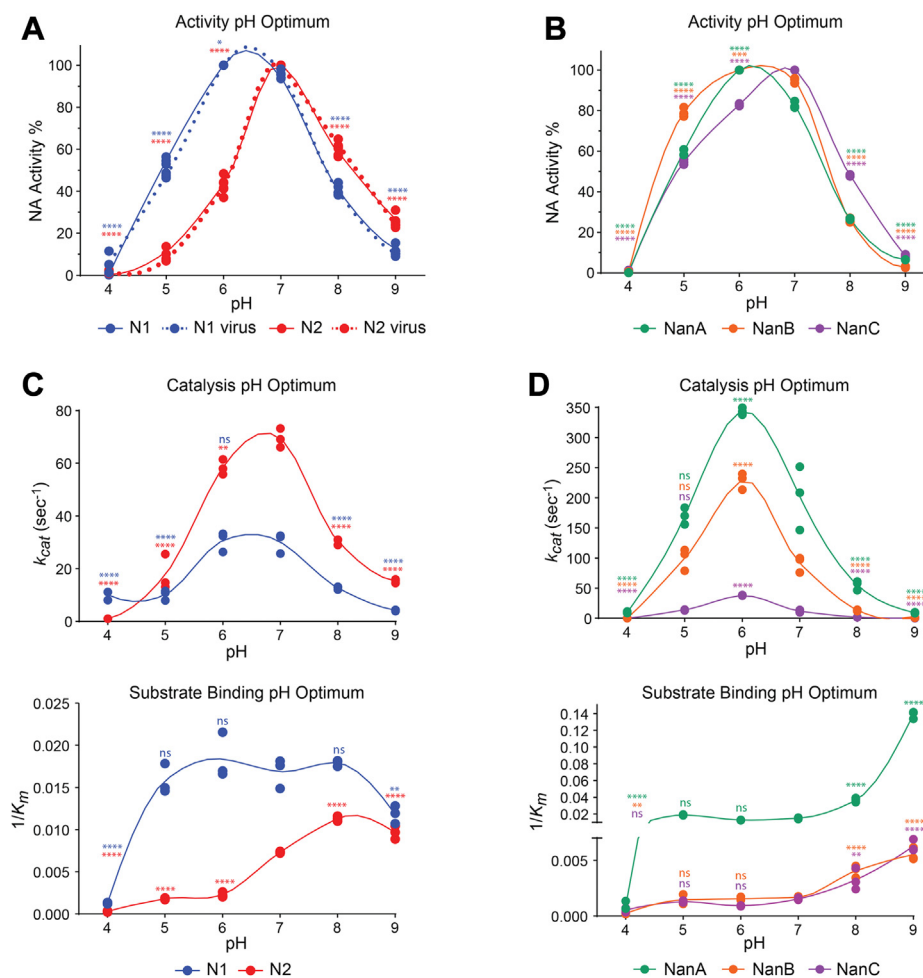 A
Activity pH Optimum
NA Activity %
100
80
60
40
20
0
****
****
****
****
*
****
****
****
****
****
4 5 6 7 8 9
pH
N1 N1 virus N2 N2 virus
B
Activity pH Optimum
NA Activity %
100
80
60
40
20
0
****
****
****
****
****
****
****
***
****
****
****
****
****
****
****
4 5 6 7 8 9
pH
NanA NanB NanC
C
Catalysis pH Optimum
kcat (sec⁻¹)
80
60
40
20
0
****
****
****
****
ns
**
****
****
****
****
4 5 6 7 8 9
pH
Substrate Binding pH Optimum
1/Km
0.025
0.020
0.015
0.010
0.005
0.000
****
****
ns
****
ns
****
ns
****
**
****
4 5 6 7 8 9
pH
N1 N2
D
Catalysis pH Optimum
kcat (sec⁻¹)
350
300
250
200
150
100
50
0
****
****
****
ns
ns
ns
****
****
****
****
****
****
****
****
****
4 5 6 7 8 9
pH
Substrate Binding pH Optimum
1/Km
0.14
0.12
0.10
0.08
0.06
0.04
0.02
0.005
0.000
****
**
ns
ns
ns
ns
ns
ns
ns
****
****
**
****
****
****
4 5 6 7 8 9
pH
NanA NanB NanC